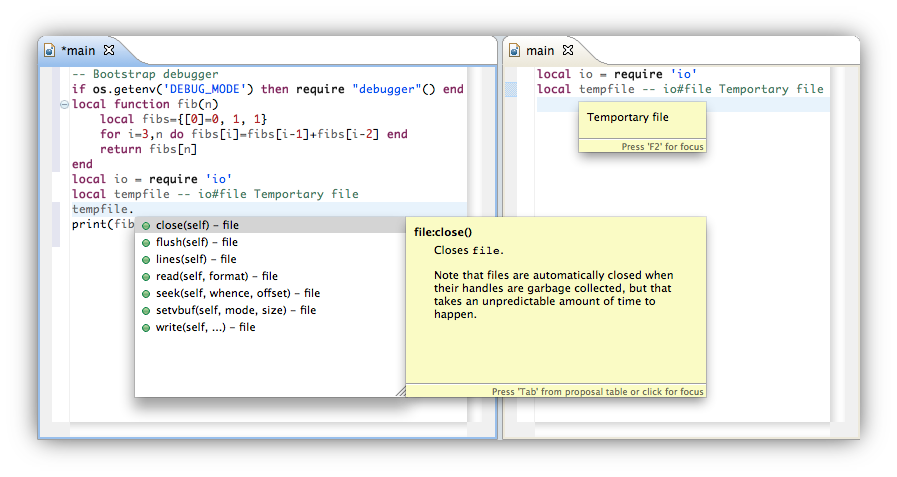 *main
-- Bootstrap debugger
if os.getenv('DEBUG_MODE') then require "debugger"() end
local function fib(n)
    local fibs={[0]=0, 1, 1}
    for i=3,n do fibs[i]=fibs[i-1]+fibs[i-2] end
    return fibs[n]
end
local io = require 'io'
local tempfile -- io#file Temportary file
tempfile.
print(fib
close(self) – file
flush(self) – file
lines(self) – file
read(self, format) – file
seek(self, whence, offset) – file
setvbuf(self, mode, size) – file
write(self, ...) – file
file:close()
Closes file.
Note that files are automatically closed when
their handles are garbage collected, but that
takes an unpredictable amount of time to
happen.
Press 'Tab' from proposal table or click for focus
main
local io = require 'io'
local tempfile -- io#file Temportary file
Temportary file
Press 'F2' for focus